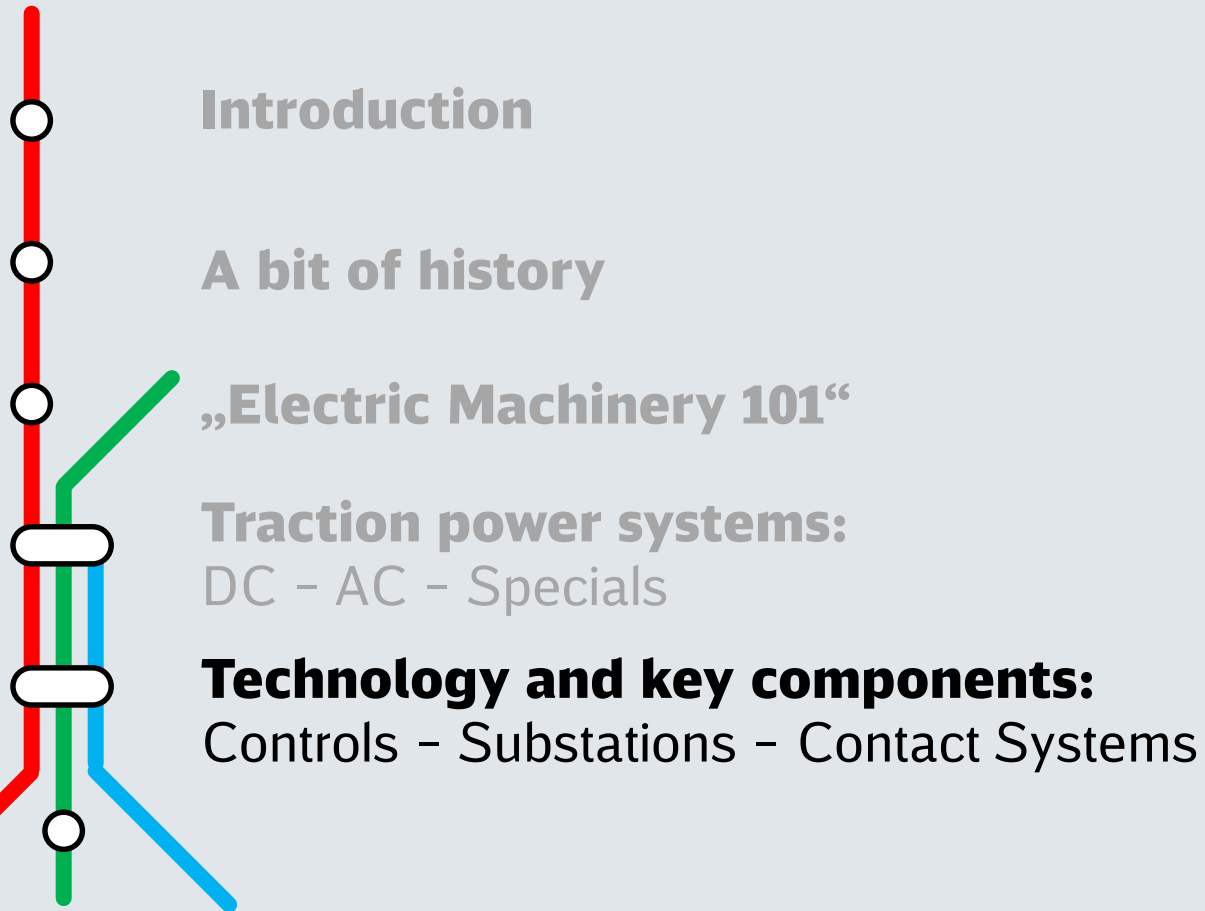 Introduction
A bit of history
„Electric Machinery 101“
Traction power systems:
DC – AC – Specials
Technology and key components:
Controls – Substations – Contact Systems